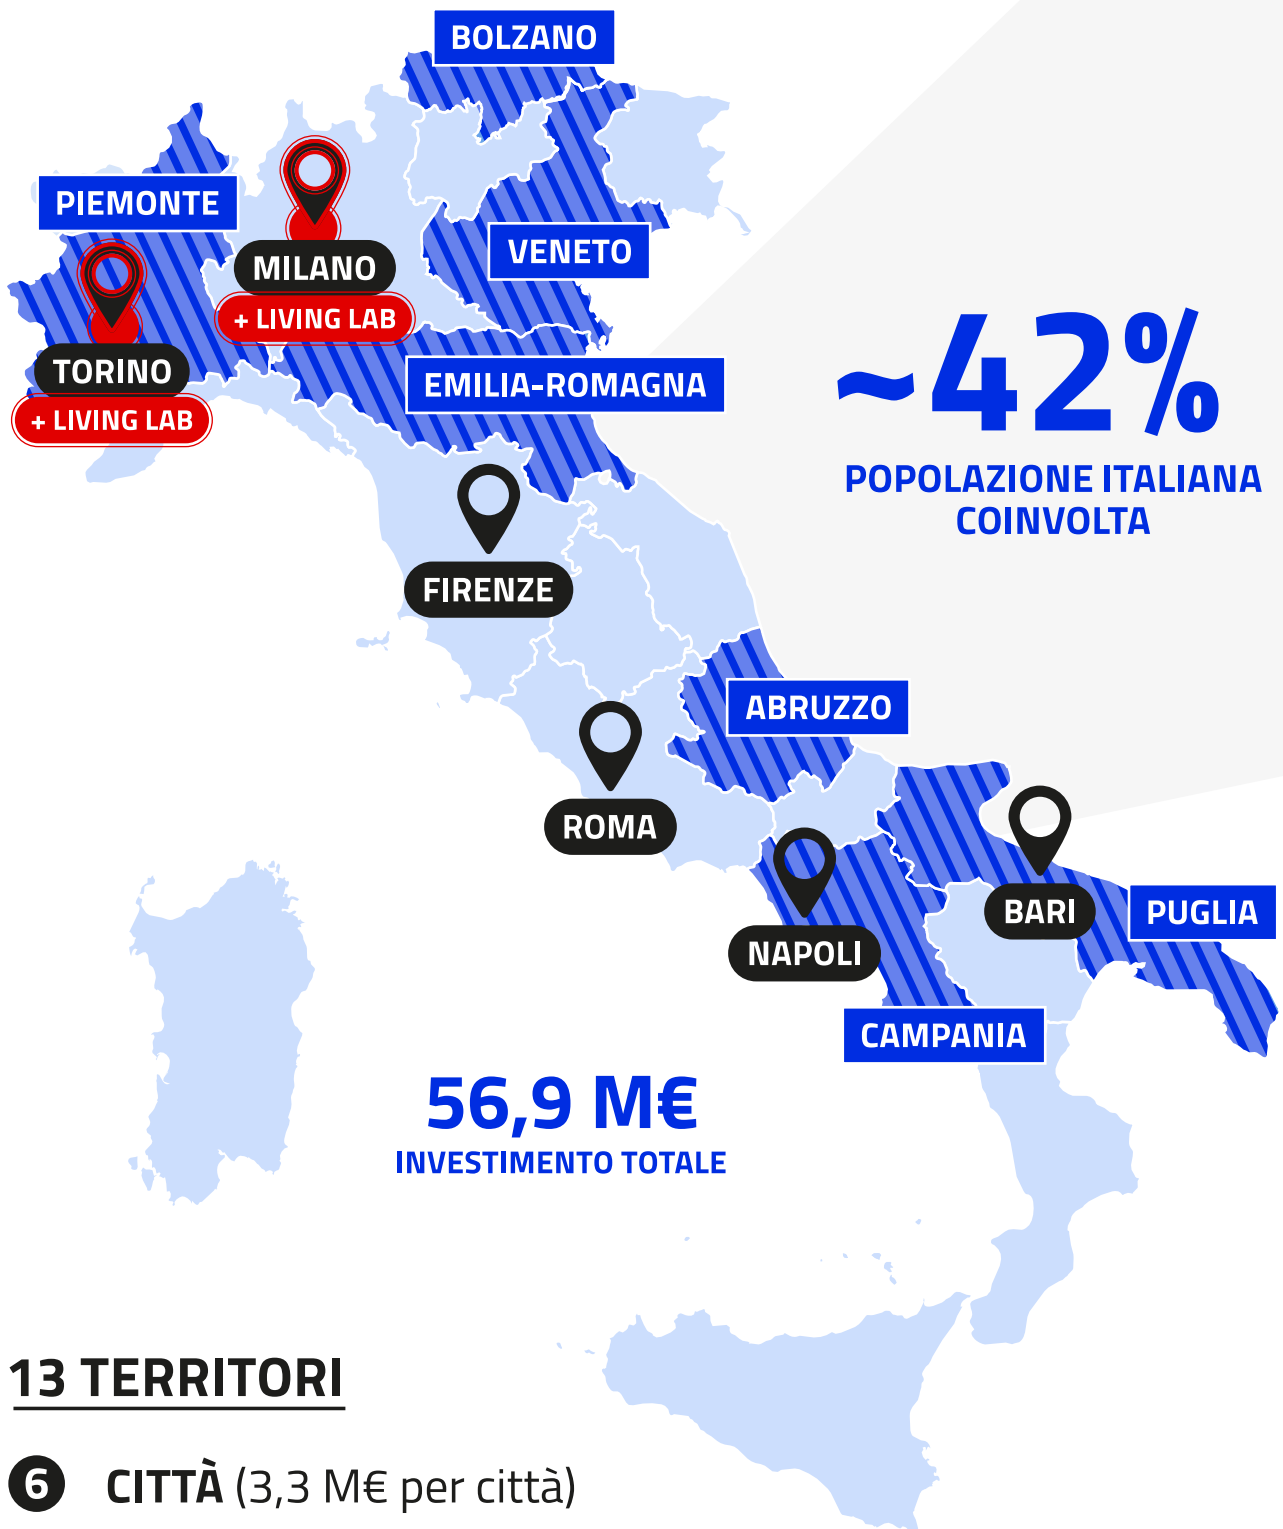 BOLZANO
PIEMONTE
MILANO
+ LIVING LAB
VENETO
TORINO
+ LIVING LAB
EMILIA-ROMAGNA
~42%
POPOLAZIONE ITALIANA
COINVOLTA
FIRENZE
ABRUZZO
ROMA
BARI
PUGLIA
NAPOLI
CAMPANIA
56,9 M€
INVESTIMENTO TOTALE
13 TERRITORI
6 CITTÀ (3,3 M€ per città)